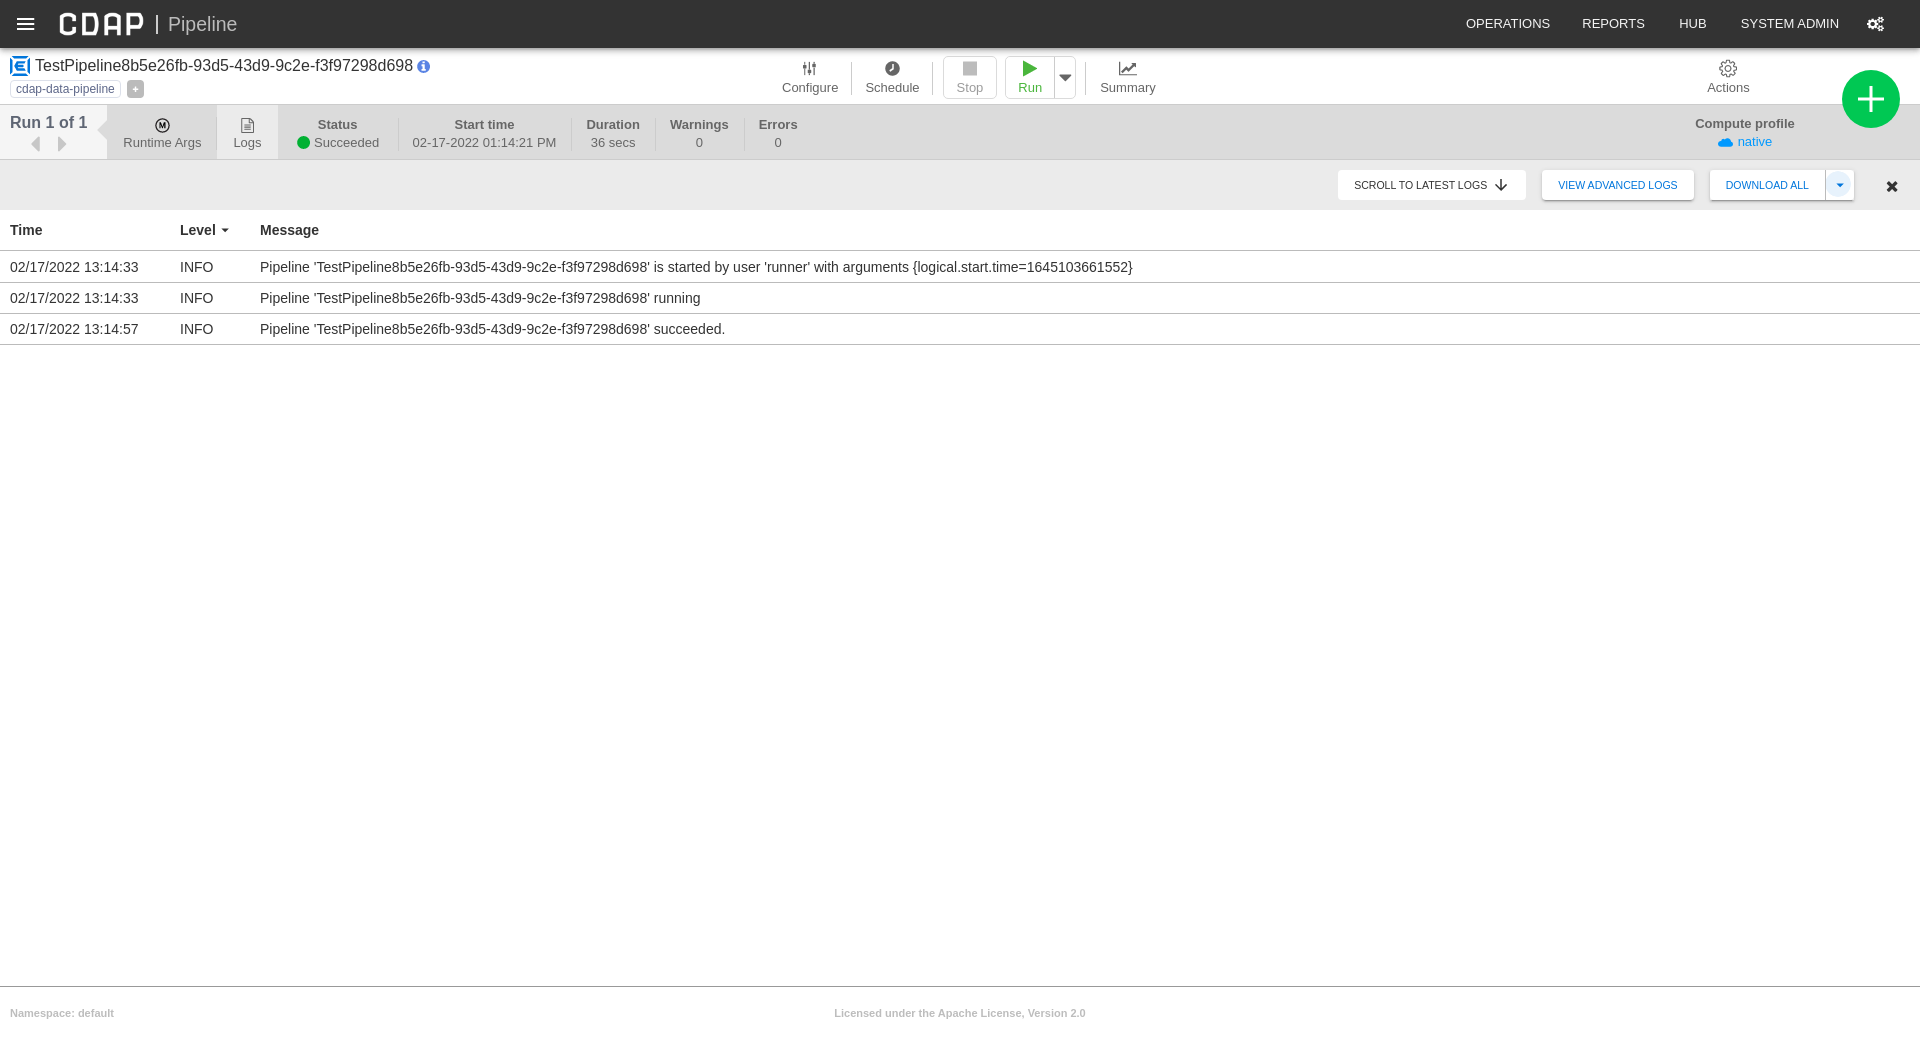 CDAP | Pipeline
OPERATIONS REPORTS HUB SYSTEM ADMIN
TestPipeline8b5e26fb-93d5-43d9-9c2e-f3f97298d698
cdap-data-pipeline +
Configure Schedule Stop Run Summary Actions
Run 1 of 1
M
Runtime Args
Logs
Status
Succeeded
Start time
02-17-2022 01:14:21 PM
Duration
36 secs
Warnings
0
Errors
0
Compute profile
native
SCROLL TO LATEST LOGS VIEW ADVANCED LOGS DOWNLOAD ALL
Time Level Message
02/17/2022 13:14:33 INFO Pipeline 'TestPipeline8b5e26fb-93d5-43d9-9c2e-f3f97298d698' is started by user 'runner' with arguments {logical.start.time=1645103661552}
02/17/2022 13:14:33 INFO Pipeline 'TestPipeline8b5e26fb-93d5-43d9-9c2e-f3f97298d698' running
02/17/2022 13:14:57 INFO Pipeline 'TestPipeline8b5e26fb-93d5-43d9-9c2e-f3f97298d698' succeeded.
Namespace: default Licensed under the Apache License, Version 2.0